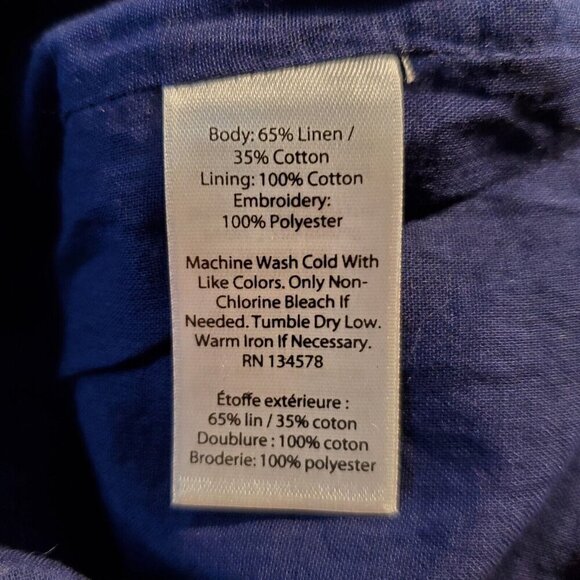 Body: 65% Linen /
35% Cotton
Lining: 100% Cotton
Embroidery:
100% Polyester
Machine Wash Cold With
Like Colors. Only Non-
Chlorine Bleach If
Needed. Tumble Dry Low.
Warm Iron If Necessary.
RN 134578
Étoffe extérieure :
65% lin / 35% coton
Doublure : 100% coton
Broderie: 100% polyester